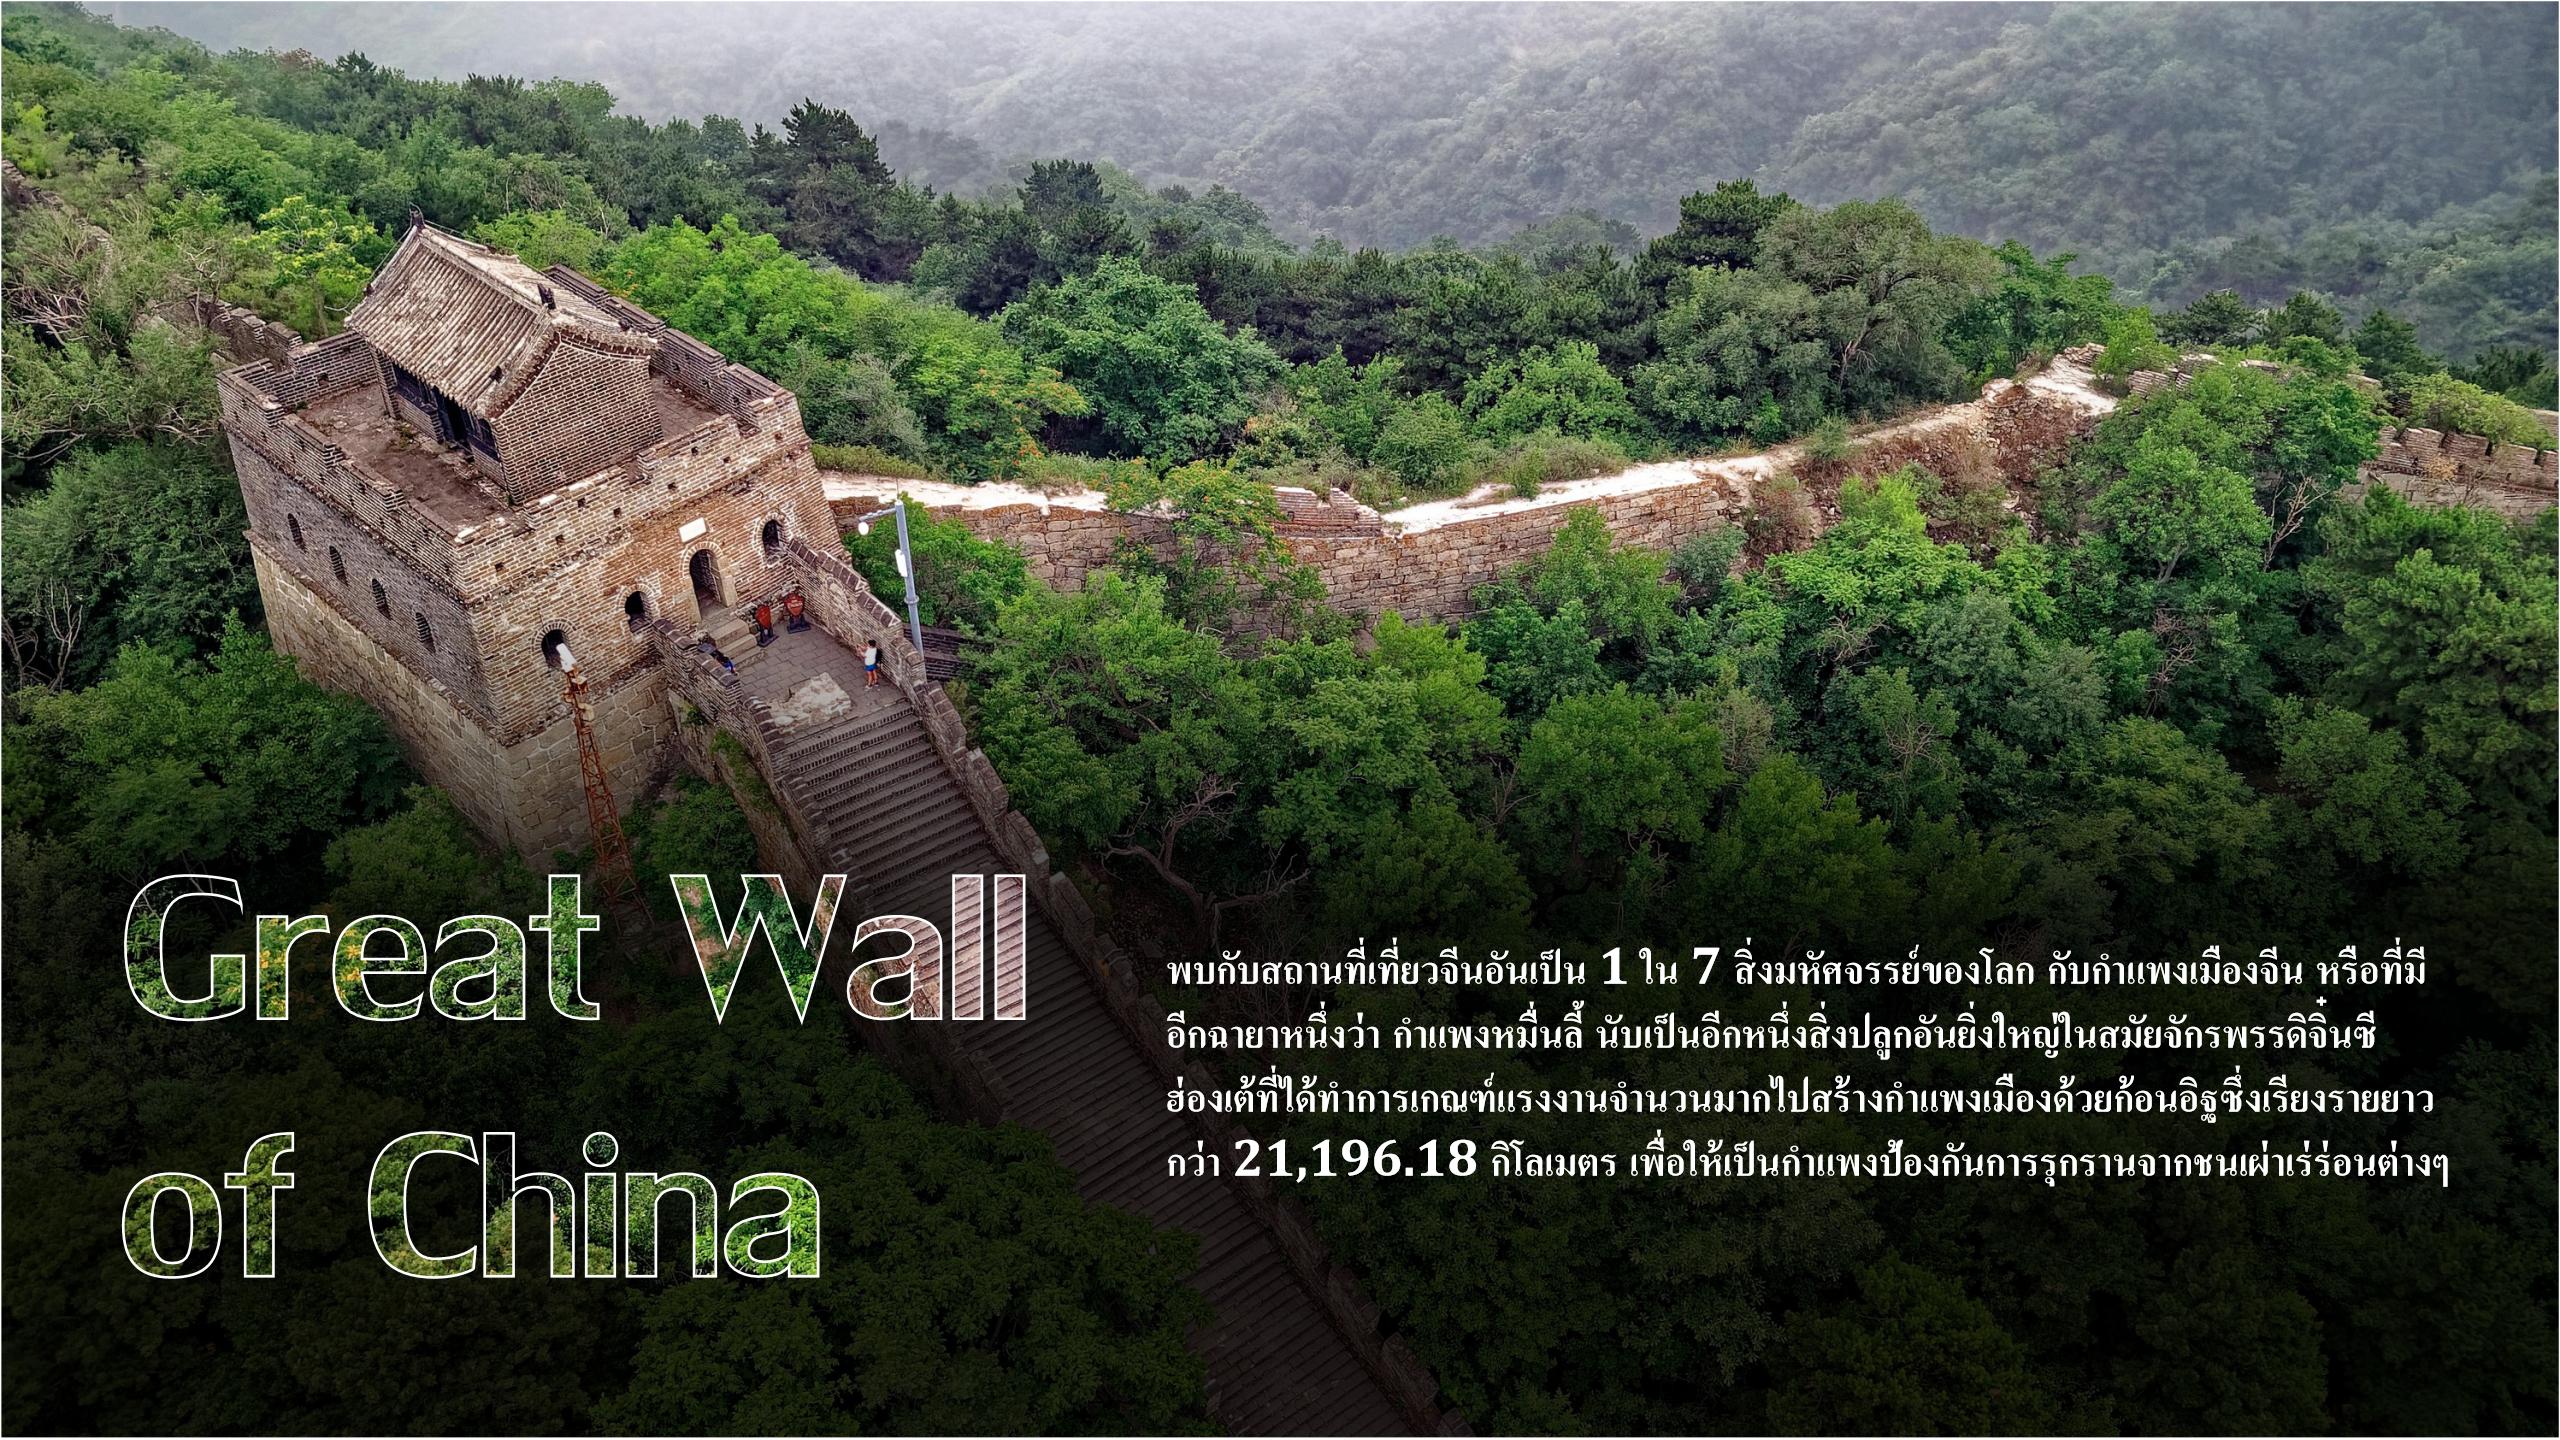 Great Wall
of China
พบกับสถานที่เที่ยวจีนอันเป็น 1 ใน 7 สิ่งมหัศจรรย์ของโลก กับกำแพงเมืองจีน หรือที่มี
อีกฉายาหนึ่งว่า กำแพงหมื่นลี้ นับเป็นอีกหนึ่งสิ่งปลูกอันยิ่งใหญ่ในสมัยจักรพรรดิจิ๋นซี
ฮ่องเต้ที่ได้ทำการเกณฑ์แรงงานจำนวนมากไปสร้างกำแพงเมืองด้วยก้อนอิฐซึ่งเรียงรายยาว
กว่า 21,196.18 กิโลเมตร เพื่อให้เป็นกำแพงป้องกันการรุกรานจากชนเผ่าเร่ร่อนต่างๆ